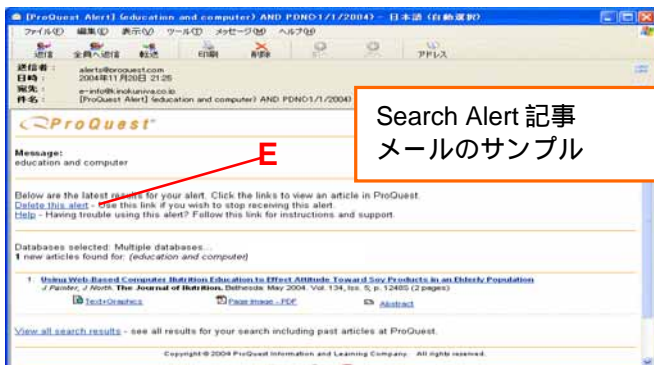 [ProQuest Alert] (education and computer) AND PDN(>1/1/2004) - 日本語 (自動選択)
ファイル(F) 編集(E) 表示(V) ツール(T) メッセージ(M) ヘルプ(H)
返信 全員へ返信 転送 印刷 削除 アドレス
送信者: alerts@proquest.com
日時: 2004年11月20日 21:25
宛先: e-info@kinokuniya.co.jp
件名: [ProQuest Alert] (education and computer) AND PDN(>1/1/2004)
Search Alert 記事
メールのサンプル
ProQuest
E
Message:
education and computer
Below are the latest results for your alert. Click the links to view an article in ProQuest.
Delete this alert - Use this link if you wish to stop receiving this alert.
Help - Having trouble using this alert? Follow this link for instructions and support.
Databases selected: Multiple databases...
1 new articles found for: (education and computer)
1. Using Web-Based Computer Nutrition Education to Effect Attitude Toward Soy Products in an Elderly Population
J Painter, J North. The Journal of Nutrition. Bethesda: May 2004. Vol. 134, Iss. 5; p. 1240S (2 pages)
Text+Graphics Page Image - PDF Abstract
View all search results - see all results for your search including past articles at ProQuest.
Copyright © 2004 ProQuest Information and Learning Company. All rights reserved.